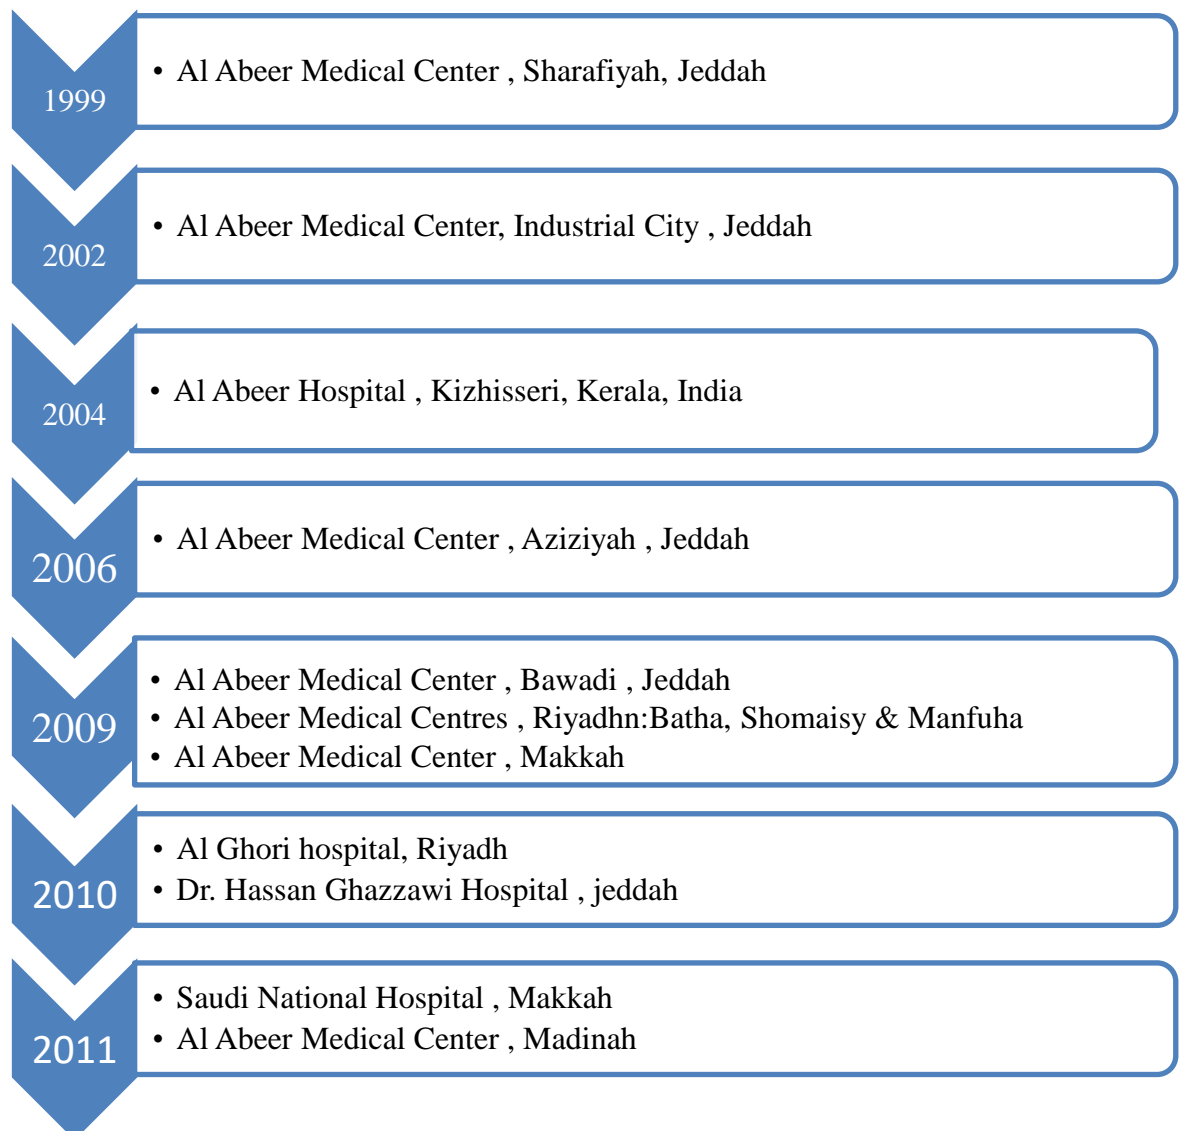 1999
• Al Abeer Medical Center , Sharafiyah, Jeddah
2002
• Al Abeer Medical Center, Industrial City , Jeddah
2004
• Al Abeer Hospital , Kizhisseri, Kerala, India
2006
• Al Abeer Medical Center , Aziziyah , Jeddah
2009
• Al Abeer Medical Center , Bawadi , Jeddah
• Al Abeer Medical Centres , Riyadhn:Batha, Shomaisy & Manfuha
• Al Abeer Medical Center , Makkah
2010
• Al Ghori hospital, Riyadh
• Dr. Hassan Ghazzawi Hospital , jeddah
2011
• Saudi National Hospital , Makkah
• Al Abeer Medical Center , Madinah